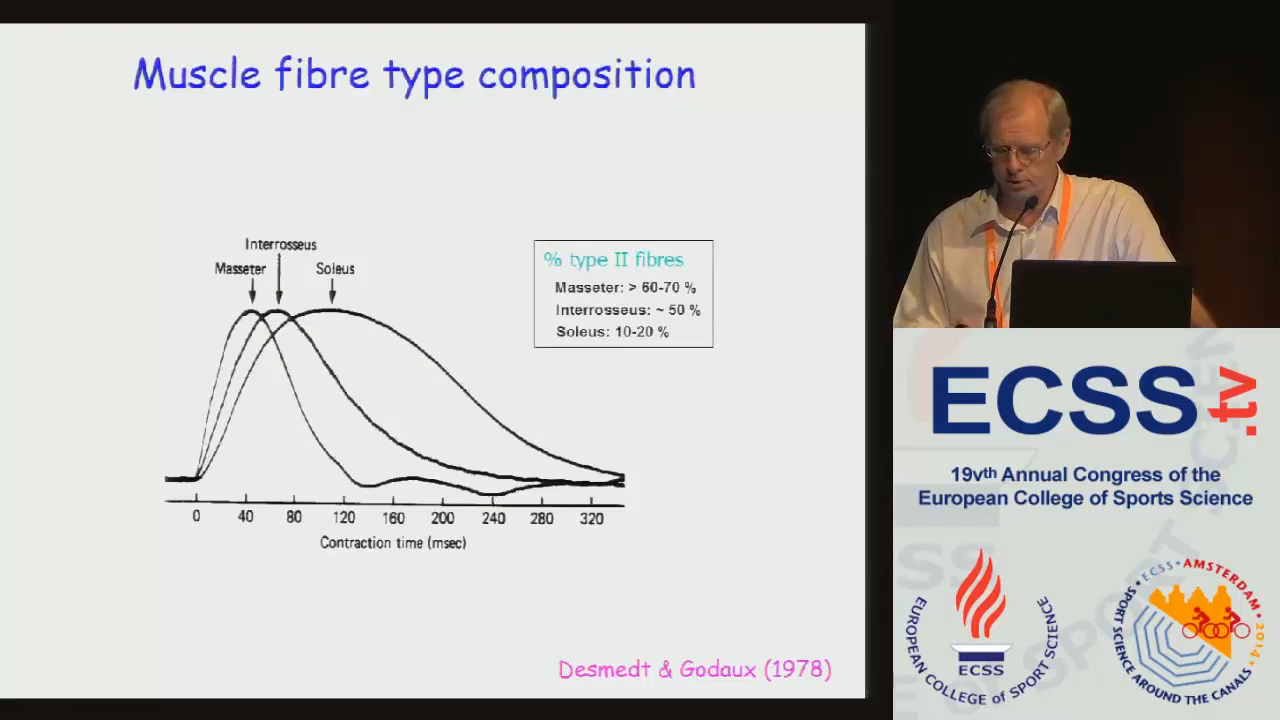 Muscle fibre type composition
Interrosseus
Masseter
Soleus
% type II fibres
Masseter: > 60-70 %
Interrosseus: ~ 50 %
Soleus: 10-20 %
0 40 80 120 160 200 240 280 320
Contraction time (msec)
Desmedt & Godaux (1978)
ECSS.tv
19vth Annual Congress of the
European College of Sports Science
EUROPEAN COLLEGE OF SPORT SCIENCE
ECSS
ECSS • AMSTERDAM 2014
SPORT SCIENCE AROUND THE CANALS